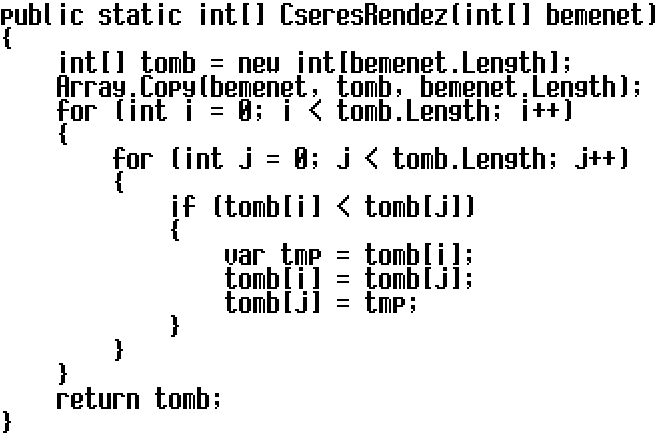 public static int[] CseresRendez(int[] bemenet)
{
    int[] tomb = new int[bemenet.Length];
    Array.Copy(bemenet, tomb, bemenet.Length);
    for (int i = 0; i < tomb.Length; i++)
    {
        for (int j = 0; j < tomb.Length; j++)
        {
            if (tomb[i] < tomb[j])
            {
                var tmp = tomb[i];
                tomb[i] = tomb[j];
                tomb[j] = tmp;
            }
        }
    }
    return tomb;
}